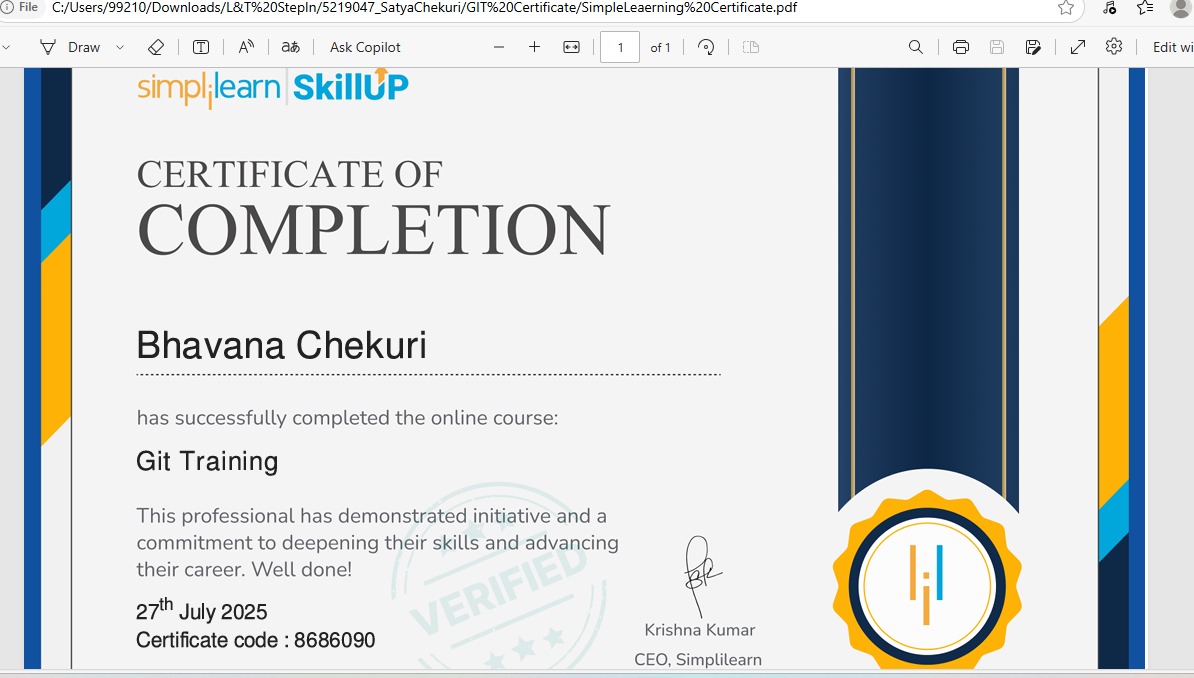 File C:/Users/99210/Downloads/L&T%20StepIn/5219047_SatyaChekuri/GIT%20Certificate/SimpleLeaerning%20Certificate.pdf
Draw T A aあ Ask Copilot 1 of 1 Edit wi
simplilearn SkillUP
CERTIFICATE OF
COMPLETION
Bhavana Chekuri
has successfully completed the online course:
Git Training
This professional has demonstrated initiative and a
commitment to deepening their skills and advancing
their career. Well done!
VERIFIED
27th July 2025
Certificate code : 8686090
Krishna Kumar
CEO, Simplilearn